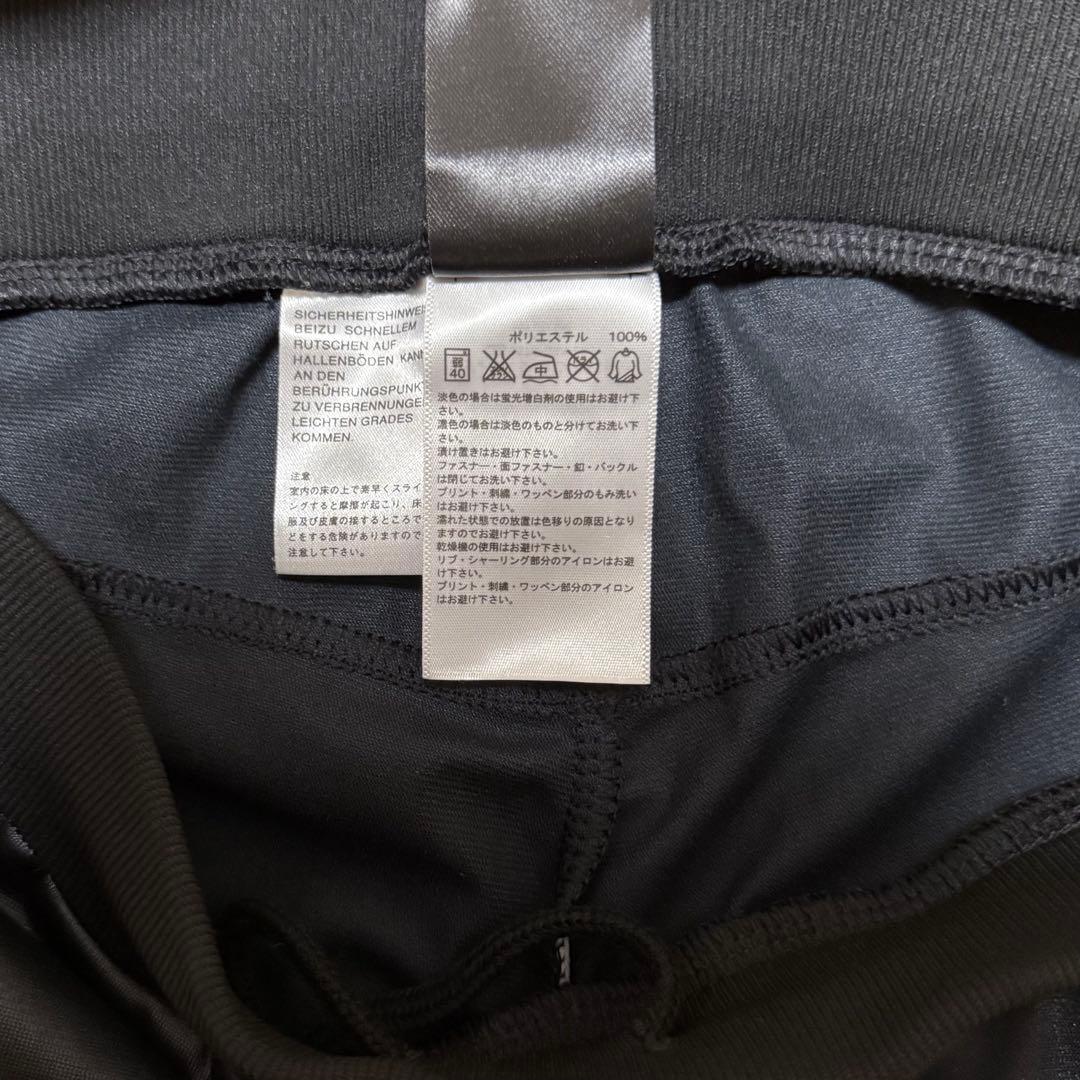 SICHERHEITSHINWEI
BEIZU SCHNELLEM
RUTSCHEN AUF
HALLENBÖDEN KANN
AN DEN
BERÜHRUNGSPUNK
ZU VERBRENNUNGE
LEICHTEN GRADES
KOMMEN.
注意
室内の床の上で素早くスライ
ングすると摩擦が起こり、床
服及び皮膚の接するところで
どをする危険がありますので
注意して下さい。
ポリエステル 100%
弱
40
中
淡色の場合は蛍光増白剤の使用はお避け下
さい。
濃色の場合は淡色のものと分けてお洗い下
さい。
漬け置きはお避け下さい。
ファスナー・面ファスナー・釦・バックル
は閉じてお洗い下さい。
プリント・刺繍・ワッペン部分のもみ洗い
はお避け下さい。
濡れた状態での放置は色移りの原因となり
ますのでお避け下さい。
乾燥機の使用はお避け下さい。
リブ・シャーリング部分のアイロンはお避
け下さい。
プリント・刺繍・ワッペン部分のアイロン
はお避け下さい。